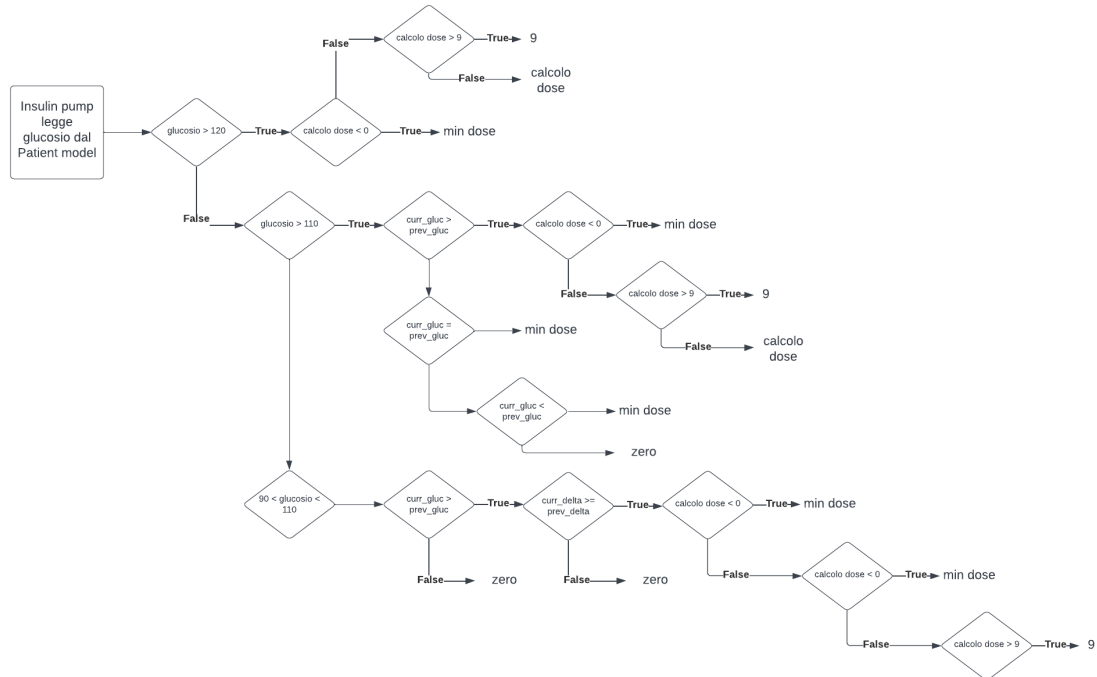 False
calcolo dose > 9
True
9
False
calcolo
dose
Insulin pump
legge
glucosio dal
Patient model
glucosio > 120
True
calcolo dose < 0
True
min dose
False
glucosio > 110
True
curr_gluc >
prev_gluc
True
calcolo dose < 0
True
min dose
False
calcolo dose > 9
True
9
False
calcolo
dose
curr_gluc =
prev_gluc
min dose
curr_gluc <
prev_gluc
min dose
zero
90 < glucosio <
110
curr_gluc >
prev_gluc
True
curr_delta >=
prev_delta
True
calcolo dose < 0
True
min dose
False
zero
False
zero
False
calcolo dose < 0
True
min dose
False
calcolo dose > 9
True
9